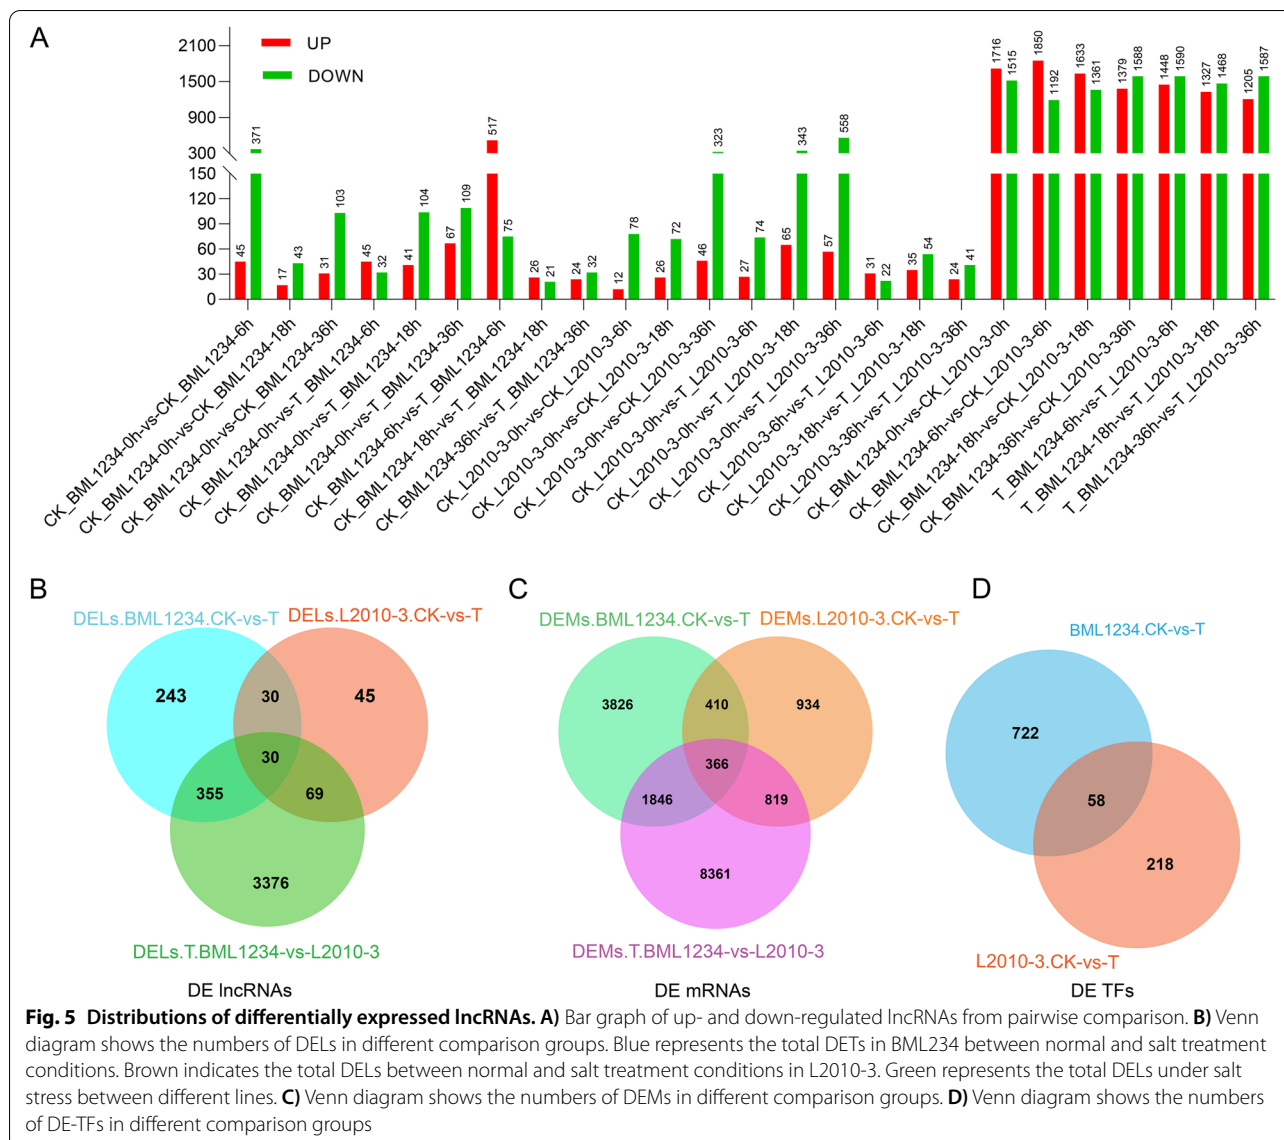 A
UP
DOWN
2100
1500
900
300
150
120
90
60
30
0
45 371 17 43 31 103 45 32 41 104 67 109 517 75 26 21 24 32 12 78 26 72 46 323 27 74 65 343 57 558 31 22 35 54 24 41 1716 1515 1850 1192 1633 1361 1379 1588 1448 1590 1327 1468 1205 1587
CK_BML1234-0h-vs-CK_BML1234-6h
CK_BML1234-0h-vs-CK_BML1234-18h
CK_BML1234-0h-vs-CK_BML1234-36h
CK_BML1234-0h-vs-T_BML1234-6h
CK_BML1234-0h-vs-T_BML1234-18h
CK_BML1234-0h-vs-T_BML1234-36h
CK_BML1234-6h-vs-T_BML1234-6h
CK_BML1234-18h-vs-T_BML1234-18h
CK_BML1234-36h-vs-T_BML1234-36h
CK_L2010-3-0h-vs-CK_L2010-3-6h
CK_L2010-3-0h-vs-CK_L2010-3-18h
CK_L2010-3-0h-vs-CK_L2010-3-36h
CK_L2010-3-0h-vs-T_L2010-3-6h
CK_L2010-3-0h-vs-T_L2010-3-18h
CK_L2010-3-0h-vs-T_L2010-3-36h
CK_L2010-3-6h-vs-T_L2010-3-6h
CK_L2010-3-18h-vs-T_L2010-3-18h
CK_L2010-3-36h-vs-T_L2010-3-36h
CK_BML1234-0h-vs-CK_L2010-3-0h
CK_BML1234-6h-vs-CK_L2010-3-6h
CK_BML1234-18h-vs-CK_L2010-3-18h
CK_BML1234-36h-vs-CK_L2010-3-36h
T_BML1234-6h-vs-T_L2010-3-6h
T_BML1234-18h-vs-T_L2010-3-18h
T_BML1234-36h-vs-T_L2010-3-36h
B
DELs.BML1234.CK-vs-T
DELs.L2010-3.CK-vs-T
243
30
45
30
355
69
3376
DELs.T.BML1234-vs-L2010-3
DE lncRNAs
C
DEMs.BML1234.CK-vs-T
DEMs.L2010-3.CK-vs-T
3826
410
934
366
1846
819
8361
DEMs.T.BML1234-vs-L2010-3
DE mRNAs
D
BML1234.CK-vs-T
722
58
218
L2010-3.CK-vs-T
DE TFs
Fig. 5 Distributions of differentially expressed lncRNAs. A) Bar graph of up- and down-regulated lncRNAs from pairwise comparison. B) Venn
diagram shows the numbers of DELs in different comparison groups. Blue represents the total DETs in BML234 between normal and salt treatment
conditions. Brown indicates the total DELs between normal and salt treatment conditions in L2010-3. Green represents the total DELs under salt
stress between different lines. C) Venn diagram shows the numbers of DEMs in different comparison groups. D) Venn diagram shows the numbers
of DE-TFs in different comparison groups